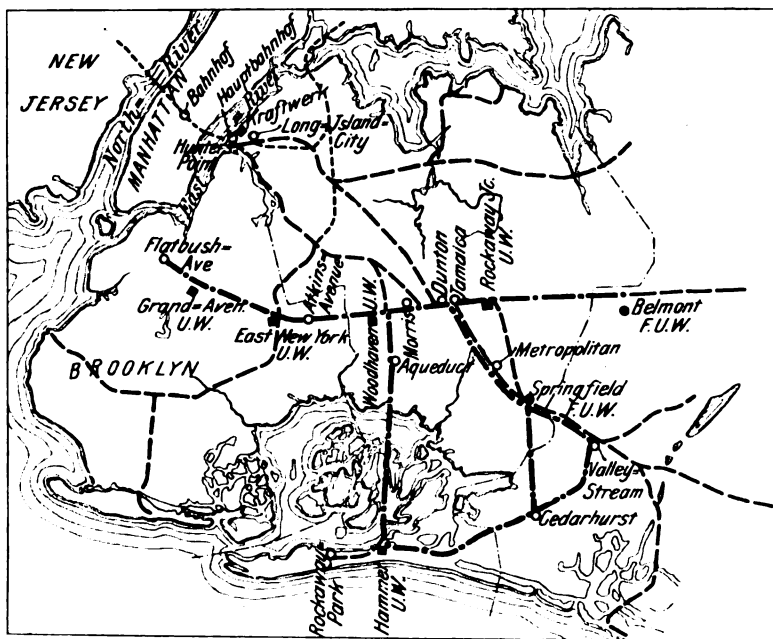 NEW
JERSEY
North-River
MANHATTAN
Bahnhof
Hauptbahnhof
East River
Kraftwerk
Long-Island-
City
Hunter
Point
Flatbush-
Ave
Grand-Aven.
U.W.
East New York
U.W.
Atkins-
Avenue
Woodhaven U.W.
Morris
Aqueduct
Dunton
Jamaica
Rockaway Jc.
U.W.
Belmont
F.U.W.
Metropolitan
Springfield
F.U.W.
BROOKLYN
Valley-
Stream
Cedarhurst
Rockaway-
Park
Hammel
U.W.